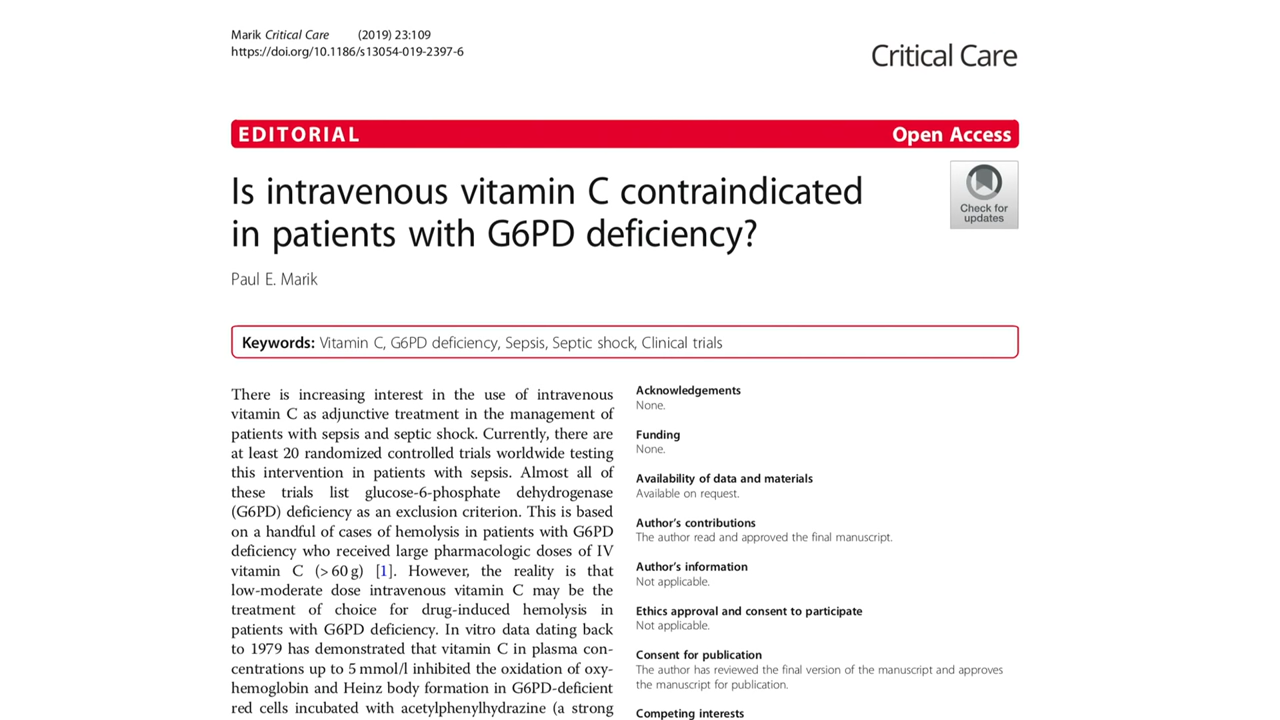 Marik Critical Care (2019) 23:109
https://doi.org/10.1186/s13054-019-2397-6
Critical Care
EDITORIAL
Open Access
Is intravenous vitamin C contraindicated
in patients with G6PD deficiency?
Check for
updates
Paul E. Marik
Keywords: Vitamin C, G6PD deficiency, Sepsis, Septic shock, Clinical trials
There is increasing interest in the use of intravenous
vitamin C as adjunctive treatment in the management of
patients with sepsis and septic shock. Currently, there are
at least 20 randomized controlled trials worldwide testing
this intervention in patients with sepsis. Almost all of
these trials list glucose-6-phosphate dehydrogenase
(G6PD) deficiency as an exclusion criterion. This is based
on a handful of cases of hemolysis in patients with G6PD
deficiency who received large pharmacologic doses of IV
vitamin C (> 60 g) [1]. However, the reality is that
low-moderate dose intravenous vitamin C may be the
treatment of choice for drug-induced hemolysis in
patients with G6PD deficiency. In vitro data dating back
to 1979 has demonstrated that vitamin C in plasma con-
centrations up to 5 mmol/l inhibited the oxidation of oxy-
hemoglobin and Heinz body formation in G6PD-deficient
red cells incubated with acetylphenylhydrazine (a strong
Acknowledgements
None.
Funding
None.
Availability of data and materials
Available on request.
Author's contributions
The author read and approved the final manuscript.
Author's information
Not applicable.
Ethics approval and consent to participate
Not applicable.
Consent for publication
The author has reviewed the final version of the manuscript and approves
the manuscript for publication.
Competing interests